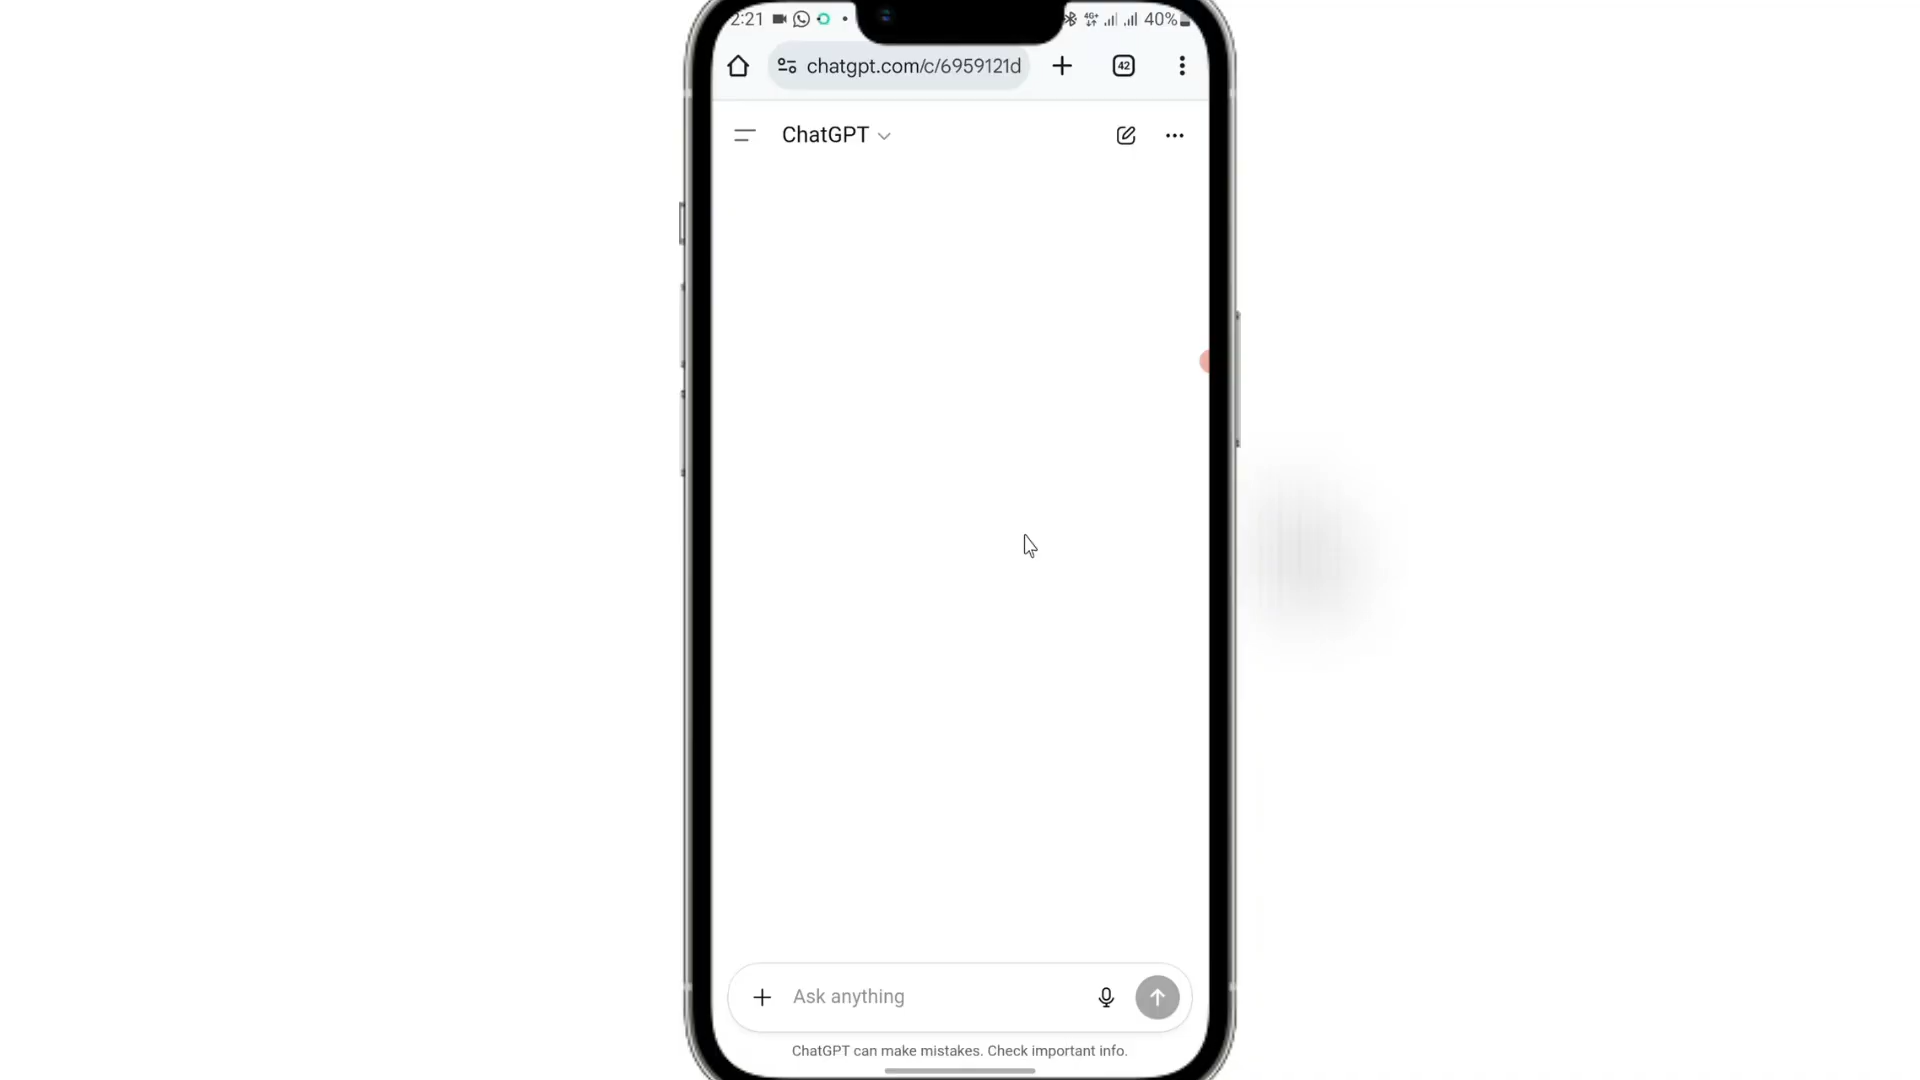 2:21
40%
chatgpt.com/c/6959121d
42
ChatGPT
Ask anything
ChatGPT can make mistakes. Check important info.